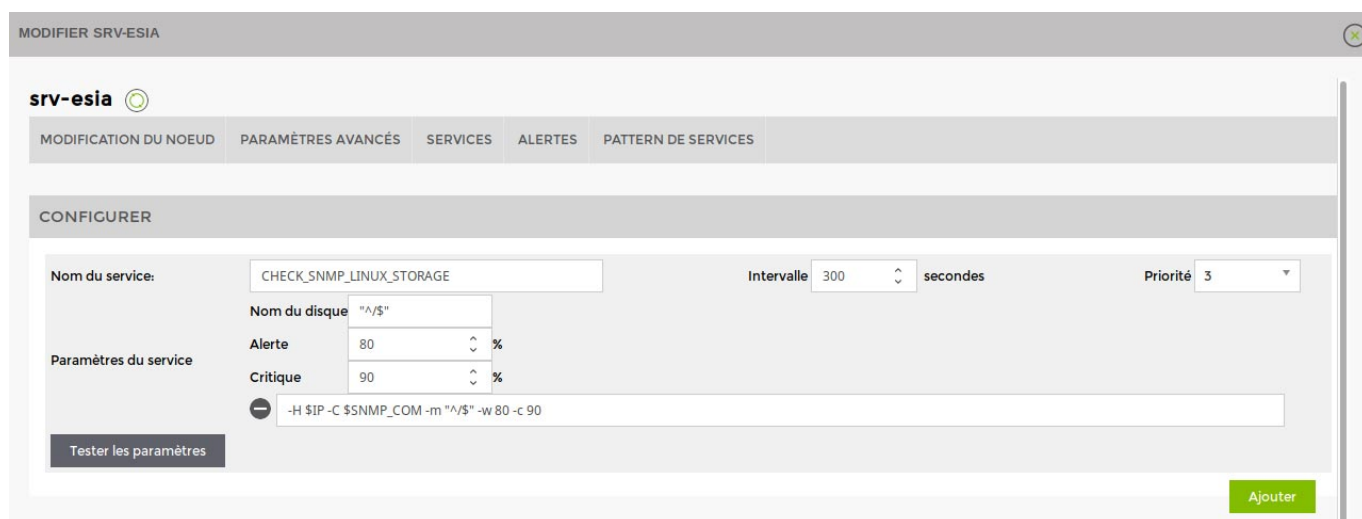 MODIFIER SRV-ESIA
srv-esia
MODIFICATION DU NOEUD PARAMÈTRES AVANCÉS SERVICES ALERTES PATTERN DE SERVICES
CONFIGURER
Nom du service: CHECK_SNMP_LINUX_STORAGE Intervalle 300 secondes Priorité 3
Nom du disque "^/$"
Alerte 80 %
Paramètres du service
Critique 90 %
-H $IP -C $SNMP_COM -m "^/$" -w 80 -c 90
Tester les paramètres
Ajouter